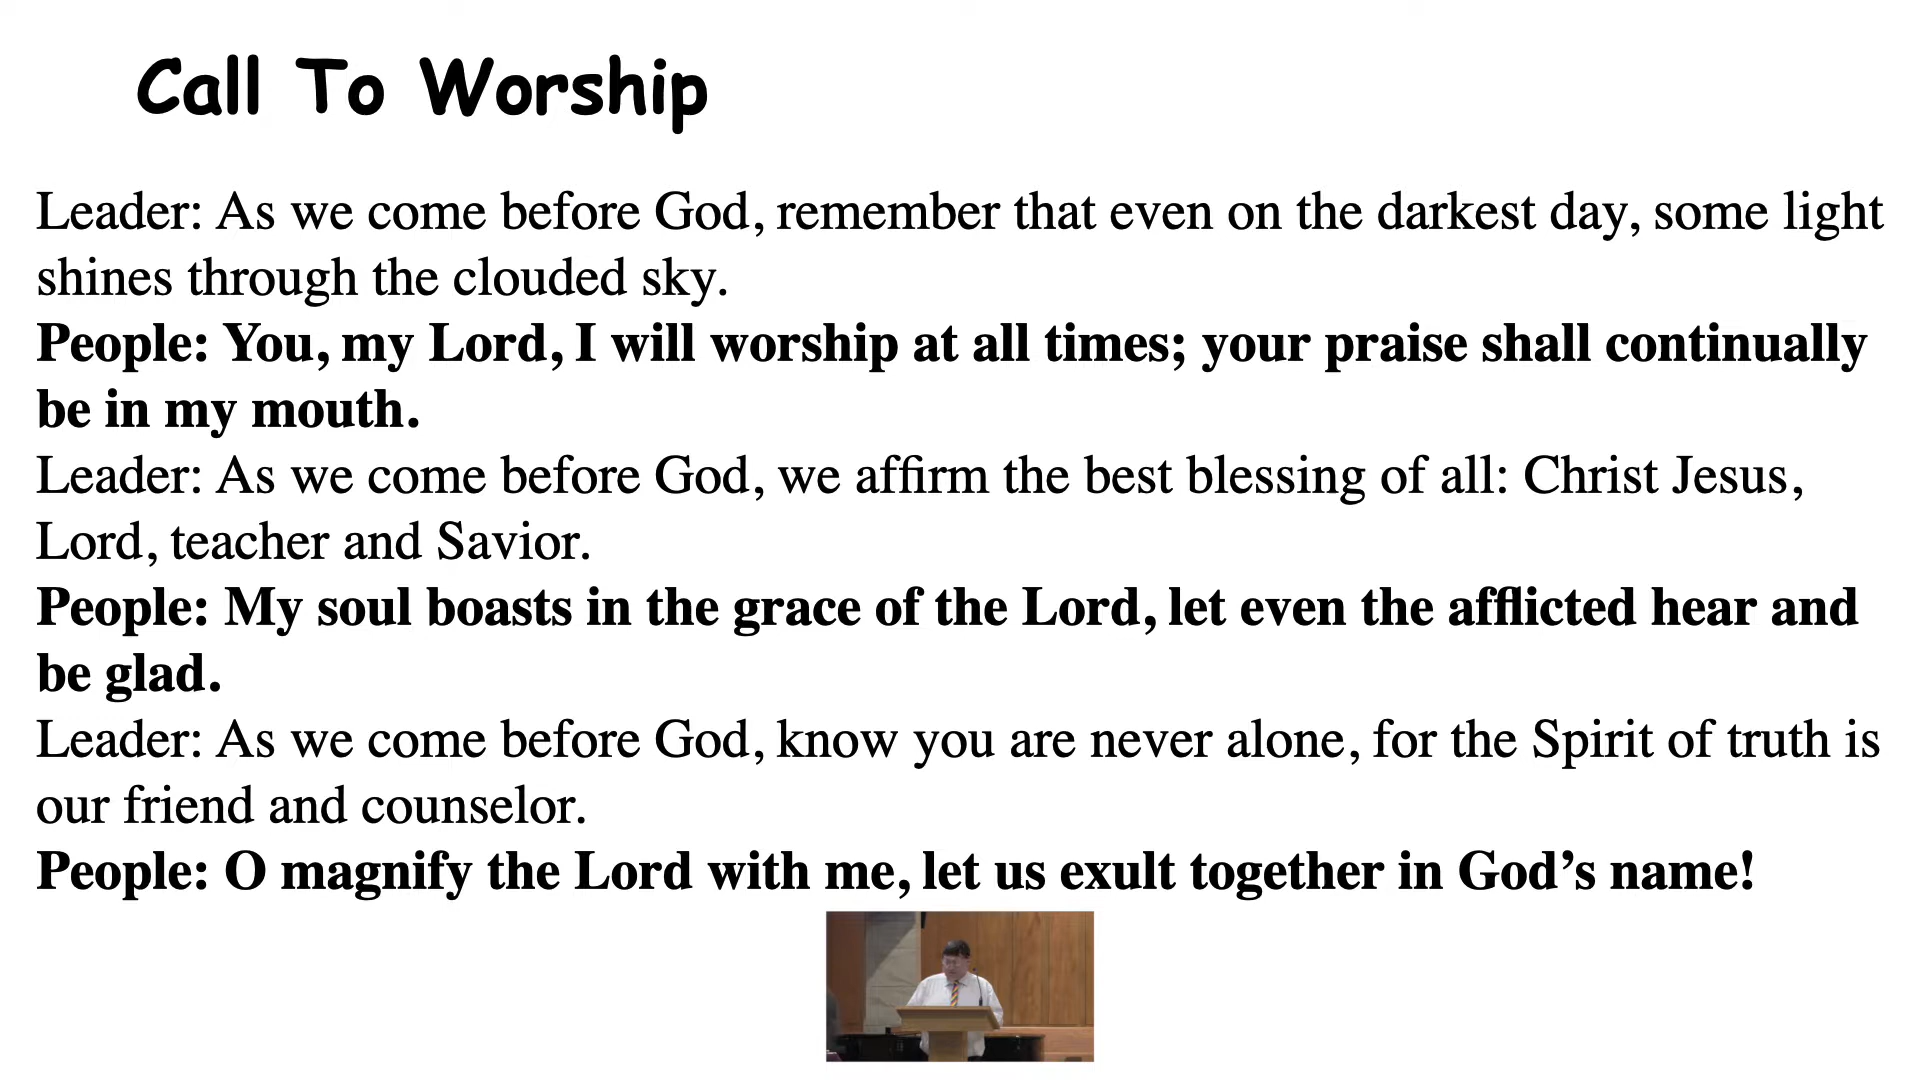 Call To Worship
Leader: As we come before God, remember that even on the darkest day, some light
shines through the clouded sky.
People: You, my Lord, I will worship at all times; your praise shall continually
be in my mouth.
Leader: As we come before God, we affirm the best blessing of all: Christ Jesus,
Lord, teacher and Savior.
People: My soul boasts in the grace of the Lord, let even the afflicted hear and
be glad.
Leader: As we come before God, know you are never alone, for the Spirit of truth is
our friend and counselor.
People: O magnify the Lord with me, let us exult together in God’s name!